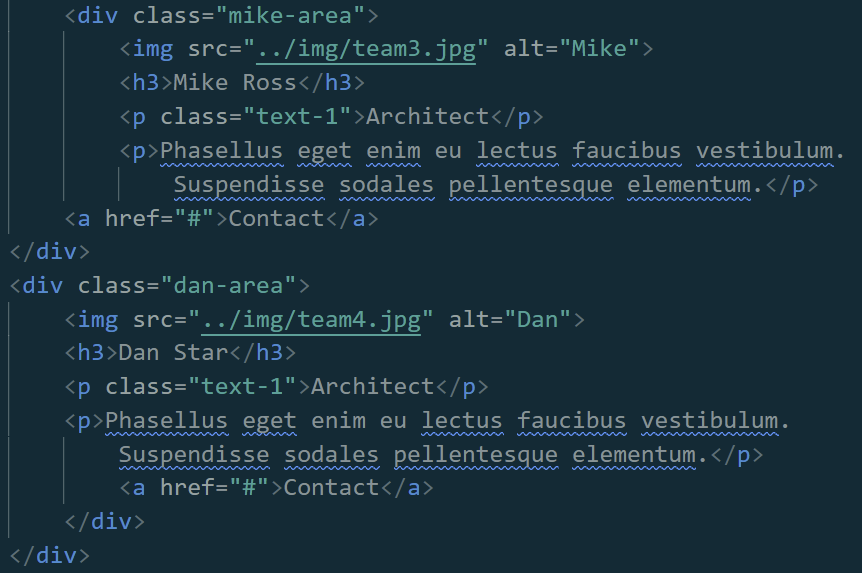 <div class="mike-area">
<img src="../img/team3.jpg" alt="Mike">
<h3>Mike Ross</h3>
<p class="text-1">Architect</p>
<p>Phasellus eget enim eu lectus faucibus vestibulum.
Suspendisse sodales pellentesque elementum.</p>
<a href="#">Contact</a>
</div>
<div class="dan-area">
<img src="../img/team4.jpg" alt="Dan">
<h3>Dan Star</h3>
<p class="text-1">Architect</p>
<p>Phasellus eget enim eu lectus faucibus vestibulum.
Suspendisse sodales pellentesque elementum.</p>
<a href="#">Contact</a>
</div>
</div>